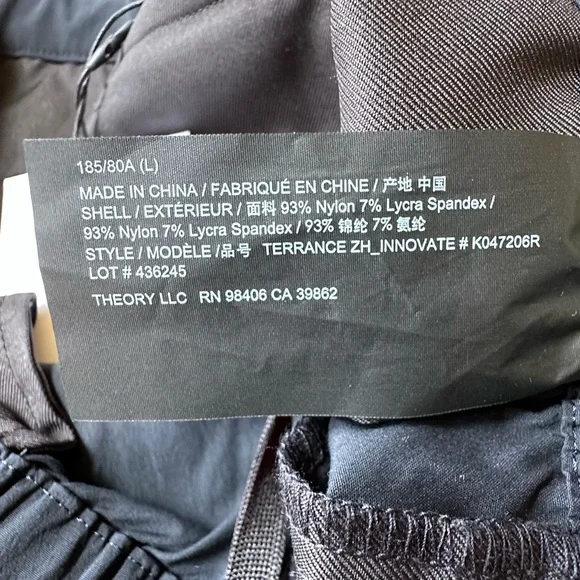 185/80A (L)
MADE IN CHINA / FABRIQUÉ EN CHINE / 产地 中国
SHELL / EXTÉRIEUR / 面料 93% Nylon 7% Lycra Spandex /
93% Nylon 7% Lycra Spandex / 93% 锦纶 7% 氨纶
STYLE / MODÈLE /品号 TERRANCE ZH_INNOVATE # K047206R
LOT # 436245
THEORY LLC RN 98406 CA 39862